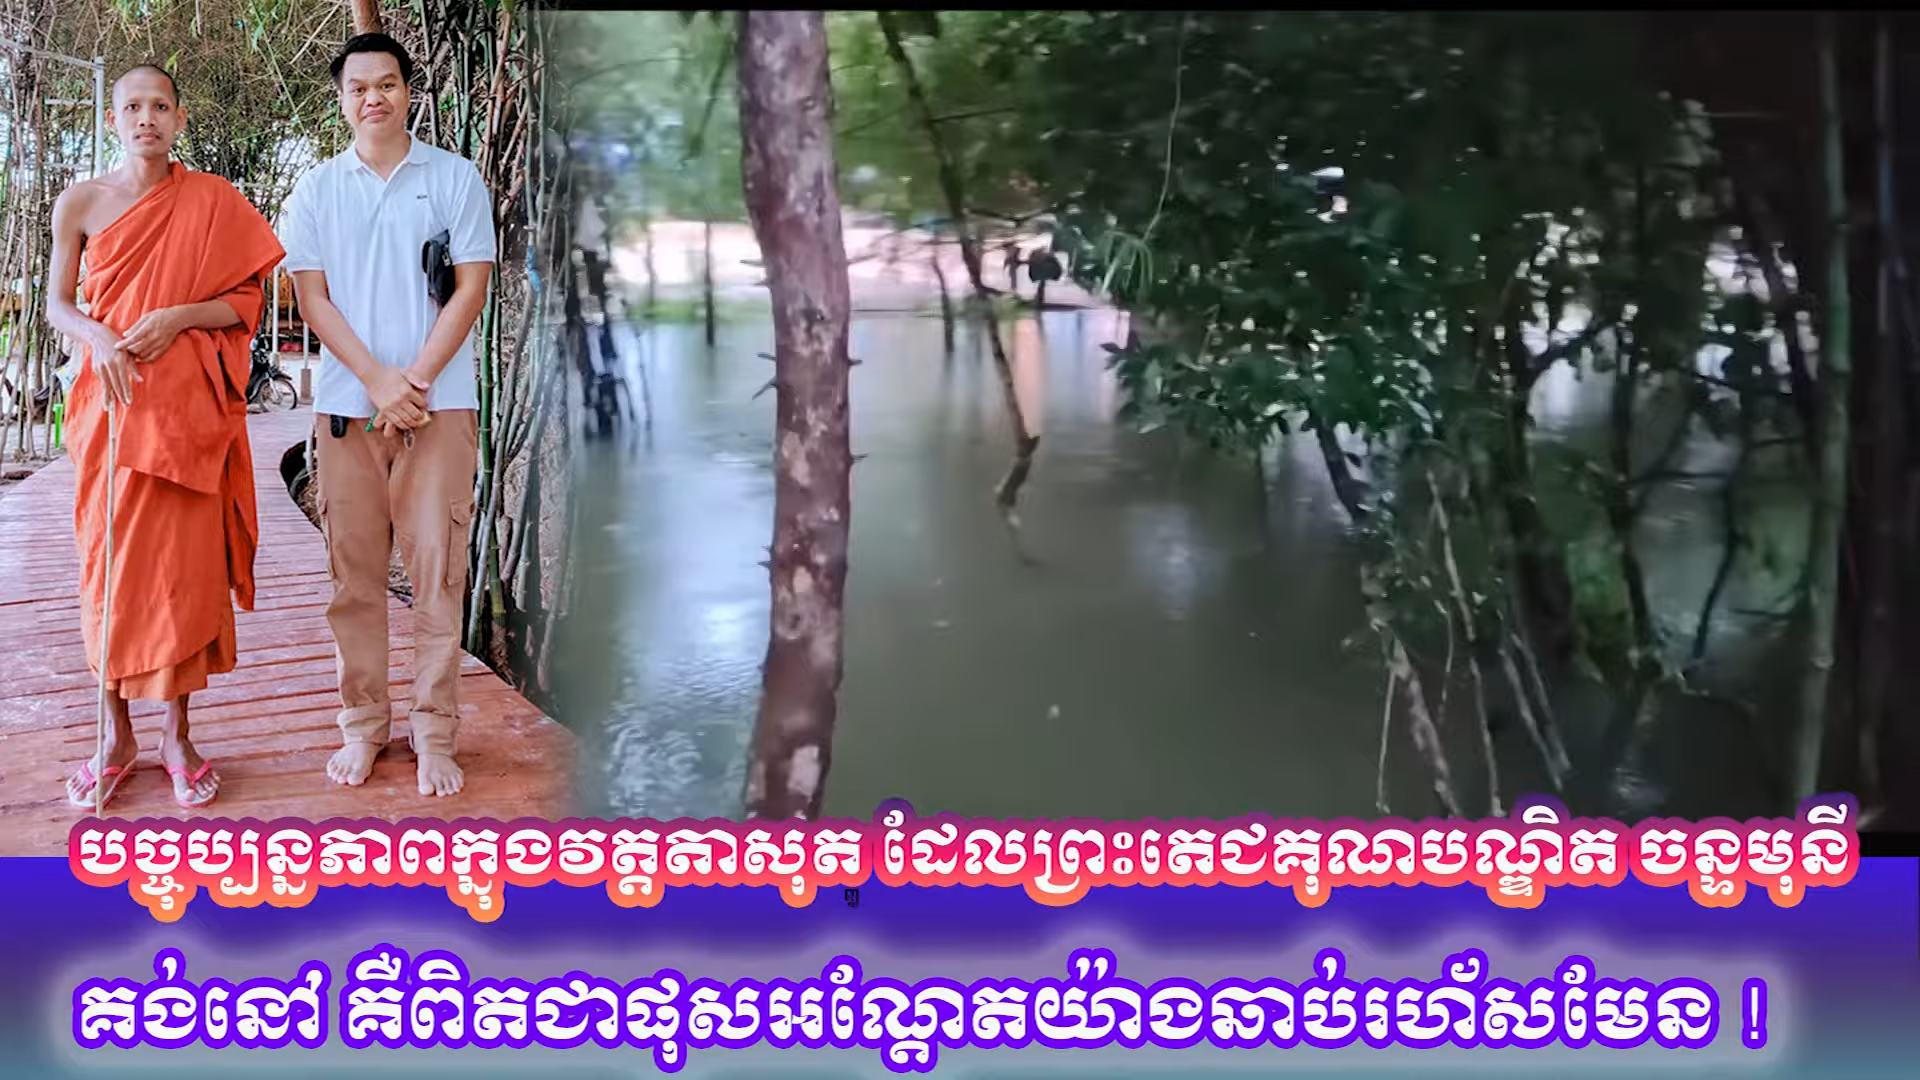 បច្ចុប្បន្នភាពក្នុងវត្តតាសុត ដែលព្រះតេជគុណបណ្ឌិត ចន្ទមុនី
គង់នៅ គឺពិតជាផុសអណ្ដែតយ៉ាងឆាប់រហ័សមែន !